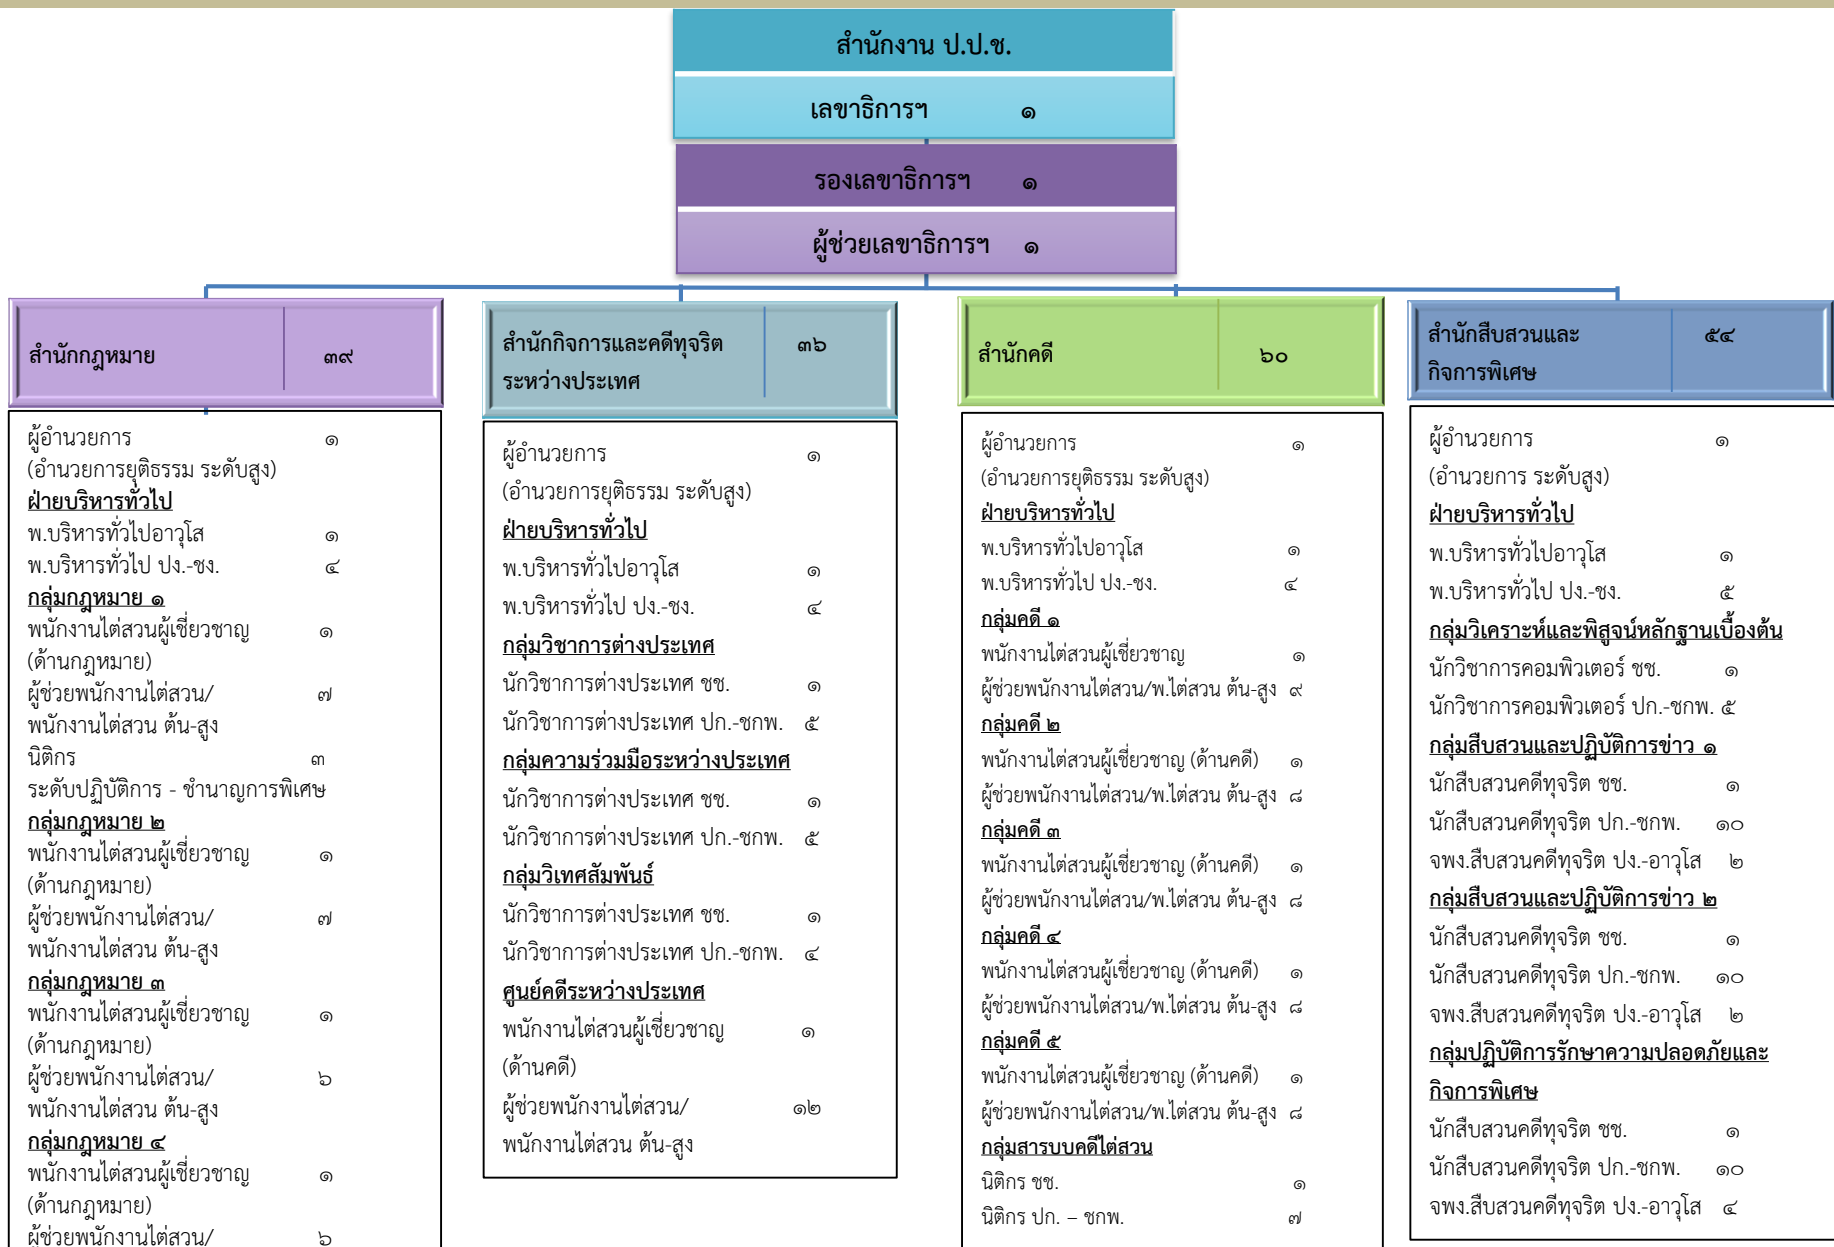 สำนักงาน ป.ป.ช.
เลขาธิการฯ ๑
รองเลขาธิการฯ ๑
ผู้ช่วยเลขาธิการฯ ๑
สำนักกฎหมาย ๓๙
ผู้อำนวยการ ๑
(อำนวยการยุติธรรม ระดับสูง)
ฝ่ายบริหารทั่วไป
พ.บริหารทั่วไปอาวุโส ๑
พ.บริหารทั่วไป ปง.-ชง. ๔
กลุ่มกฎหมาย ๑
พนักงานไต่สวนผู้เชี่ยวชาญ ๑
(ด้านกฎหมาย)
ผู้ช่วยพนักงานไต่สวน/ ๗
พนักงานไต่สวน ต้น-สูง
นิติกร ๓
ระดับปฏิบัติการ - ชำนาญการพิเศษ
กลุ่มกฎหมาย ๒
พนักงานไต่สวนผู้เชี่ยวชาญ ๑
(ด้านกฎหมาย)
ผู้ช่วยพนักงานไต่สวน/ ๗
พนักงานไต่สวน ต้น-สูง
กลุ่มกฎหมาย ๓
พนักงานไต่สวนผู้เชี่ยวชาญ ๑
(ด้านกฎหมาย)
ผู้ช่วยพนักงานไต่สวน/ ๖
พนักงานไต่สวน ต้น-สูง
กลุ่มกฎหมาย ๔
พนักงานไต่สวนผู้เชี่ยวชาญ ๑
(ด้านกฎหมาย)
ผู้ช่วยพนักงานไต่สวน/ ๖
สำนักกิจการและคดีทุจริต ๓๖
ระหว่างประเทศ
ผู้อำนวยการ ๑
(อำนวยการยุติธรรม ระดับสูง)
ฝ่ายบริหารทั่วไป
พ.บริหารทั่วไปอาวุโส ๑
พ.บริหารทั่วไป ปง.-ชง. ๔
กลุ่มวิชาการต่างประเทศ
นักวิชาการต่างประเทศ ชช. ๑
นักวิชาการต่างประเทศ ปก.-ชกพ. ๕
กลุ่มความร่วมมือระหว่างประเทศ
นักวิชาการต่างประเทศ ชช. ๑
นักวิชาการต่างประเทศ ปก.-ชกพ. ๕
กลุ่มวิเทศสัมพันธ์
นักวิชาการต่างประเทศ ชช. ๑
นักวิชาการต่างประเทศ ปก.-ชกพ. ๔
ศูนย์คดีระหว่างประเทศ
พนักงานไต่สวนผู้เชี่ยวชาญ ๑
(ด้านคดี)
ผู้ช่วยพนักงานไต่สวน/ ๑๒
พนักงานไต่สวน ต้น-สูง
สำนักคดี ๖๐
ผู้อำนวยการ ๑
(อำนวยการยุติธรรม ระดับสูง)
ฝ่ายบริหารทั่วไป
พ.บริหารทั่วไปอาวุโส ๑
พ.บริหารทั่วไป ปง.-ชง. ๔
กลุ่มคดี ๑
พนักงานไต่สวนผู้เชี่ยวชาญ ๑
ผู้ช่วยพนักงานไต่สวน/พ.ไต่สวน ต้น-สูง ๙
กลุ่มคดี ๒
พนักงานไต่สวนผู้เชี่ยวชาญ (ด้านคดี) ๑
ผู้ช่วยพนักงานไต่สวน/พ.ไต่สวน ต้น-สูง ๘
กลุ่มคดี ๓
พนักงานไต่สวนผู้เชี่ยวชาญ (ด้านคดี) ๑
ผู้ช่วยพนักงานไต่สวน/พ.ไต่สวน ต้น-สูง ๘
กลุ่มคดี ๔
พนักงานไต่สวนผู้เชี่ยวชาญ (ด้านคดี) ๑
ผู้ช่วยพนักงานไต่สวน/พ.ไต่สวน ต้น-สูง ๘
กลุ่มคดี ๕
พนักงานไต่สวนผู้เชี่ยวชาญ (ด้านคดี) ๑
ผู้ช่วยพนักงานไต่สวน/พ.ไต่สวน ต้น-สูง ๘
กลุ่มสารบบคดีไต่สวน
นิติกร ชช. ๑
นิติกร ปก. – ชกพ. ๗
สำนักสืบสวนและ ๕๔
กิจการพิเศษ
ผู้อำนวยการ ๑
(อำนวยการ ระดับสูง)
ฝ่ายบริหารทั่วไป
พ.บริหารทั่วไปอาวุโส ๑
พ.บริหารทั่วไป ปง.-ชง. ๕
กลุ่มวิเคราะห์และพิสูจน์หลักฐานเบื้องต้น
นักวิชาการคอมพิวเตอร์ ชช. ๑
นักวิชาการคอมพิวเตอร์ ปก.-ชกพ. ๕
กลุ่มสืบสวนและปฏิบัติการข่าว ๑
นักสืบสวนคดีทุจริต ชช. ๑
นักสืบสวนคดีทุจริต ปก.-ชกพ. ๑๐
จพง.สืบสวนคดีทุจริต ปง.-อาวุโส ๒
กลุ่มสืบสวนและปฏิบัติการข่าว ๒
นักสืบสวนคดีทุจริต ชช. ๑
นักสืบสวนคดีทุจริต ปก.-ชกพ. ๑๐
จพง.สืบสวนคดีทุจริต ปง.-อาวุโส ๒
กลุ่มปฏิบัติการรักษาความปลอดภัยและ
กิจการพิเศษ
นักสืบสวนคดีทุจริต ชช. ๑
นักสืบสวนคดีทุจริต ปก.-ชกพ. ๑๐
จพง.สืบสวนคดีทุจริต ปง.-อาวุโส ๔